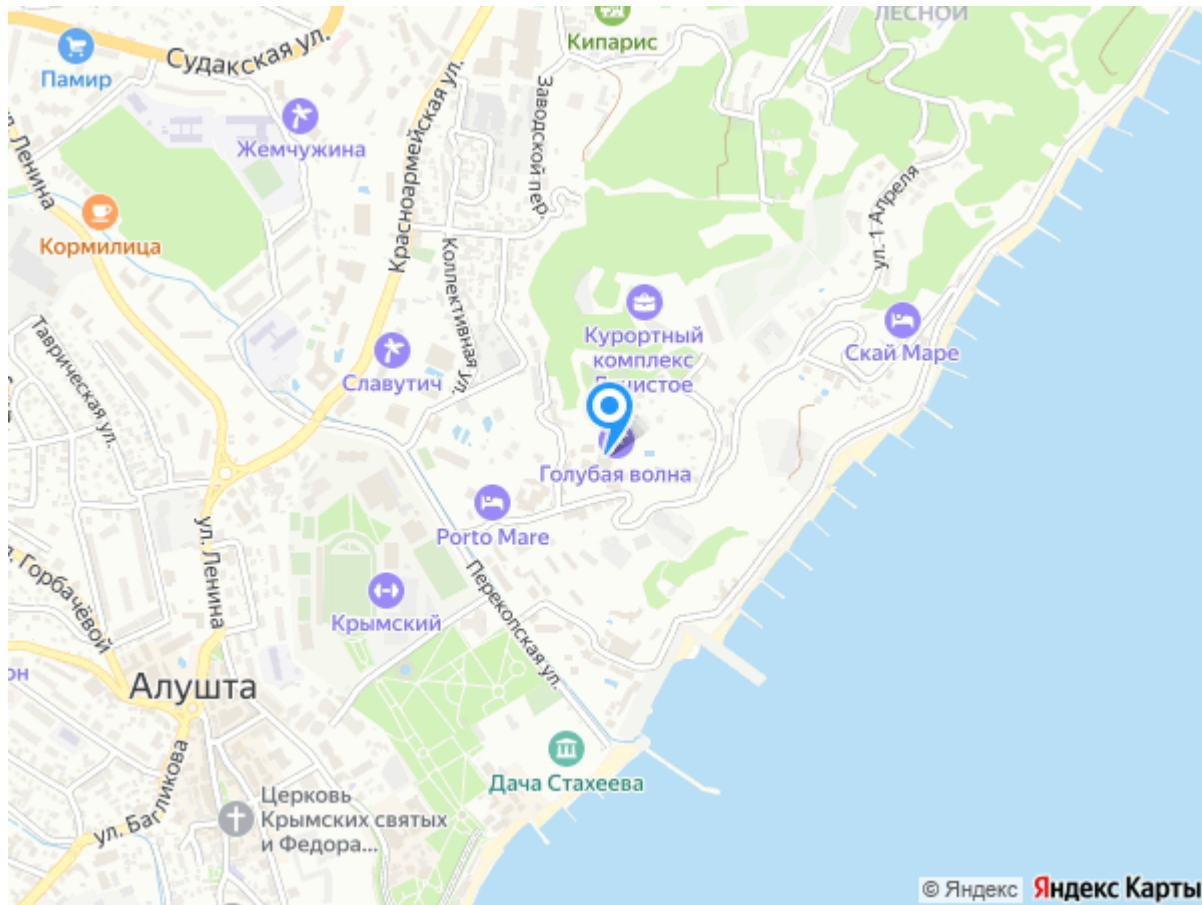 ЛЕСНОЙ
Кипарис
Судакская ул.
Памир
Жемчужина
Красноармейская ул.
Заводской пер.
ул. Ленина
Кормилица
Коллективная ул.
ул. 1 Апреля
Курортный
комплекс
Скай Маре
Славутич
Таврическая ул.
Голубая волна
Porto Mare
ул. Ленина
Горбачёвой
Крымский
Перекопская ул.
Алушта
Дача Стахеева
ул. Багликова
Церковь
Крымских святых
и Федора...
© Яндекс Яндекс Карты